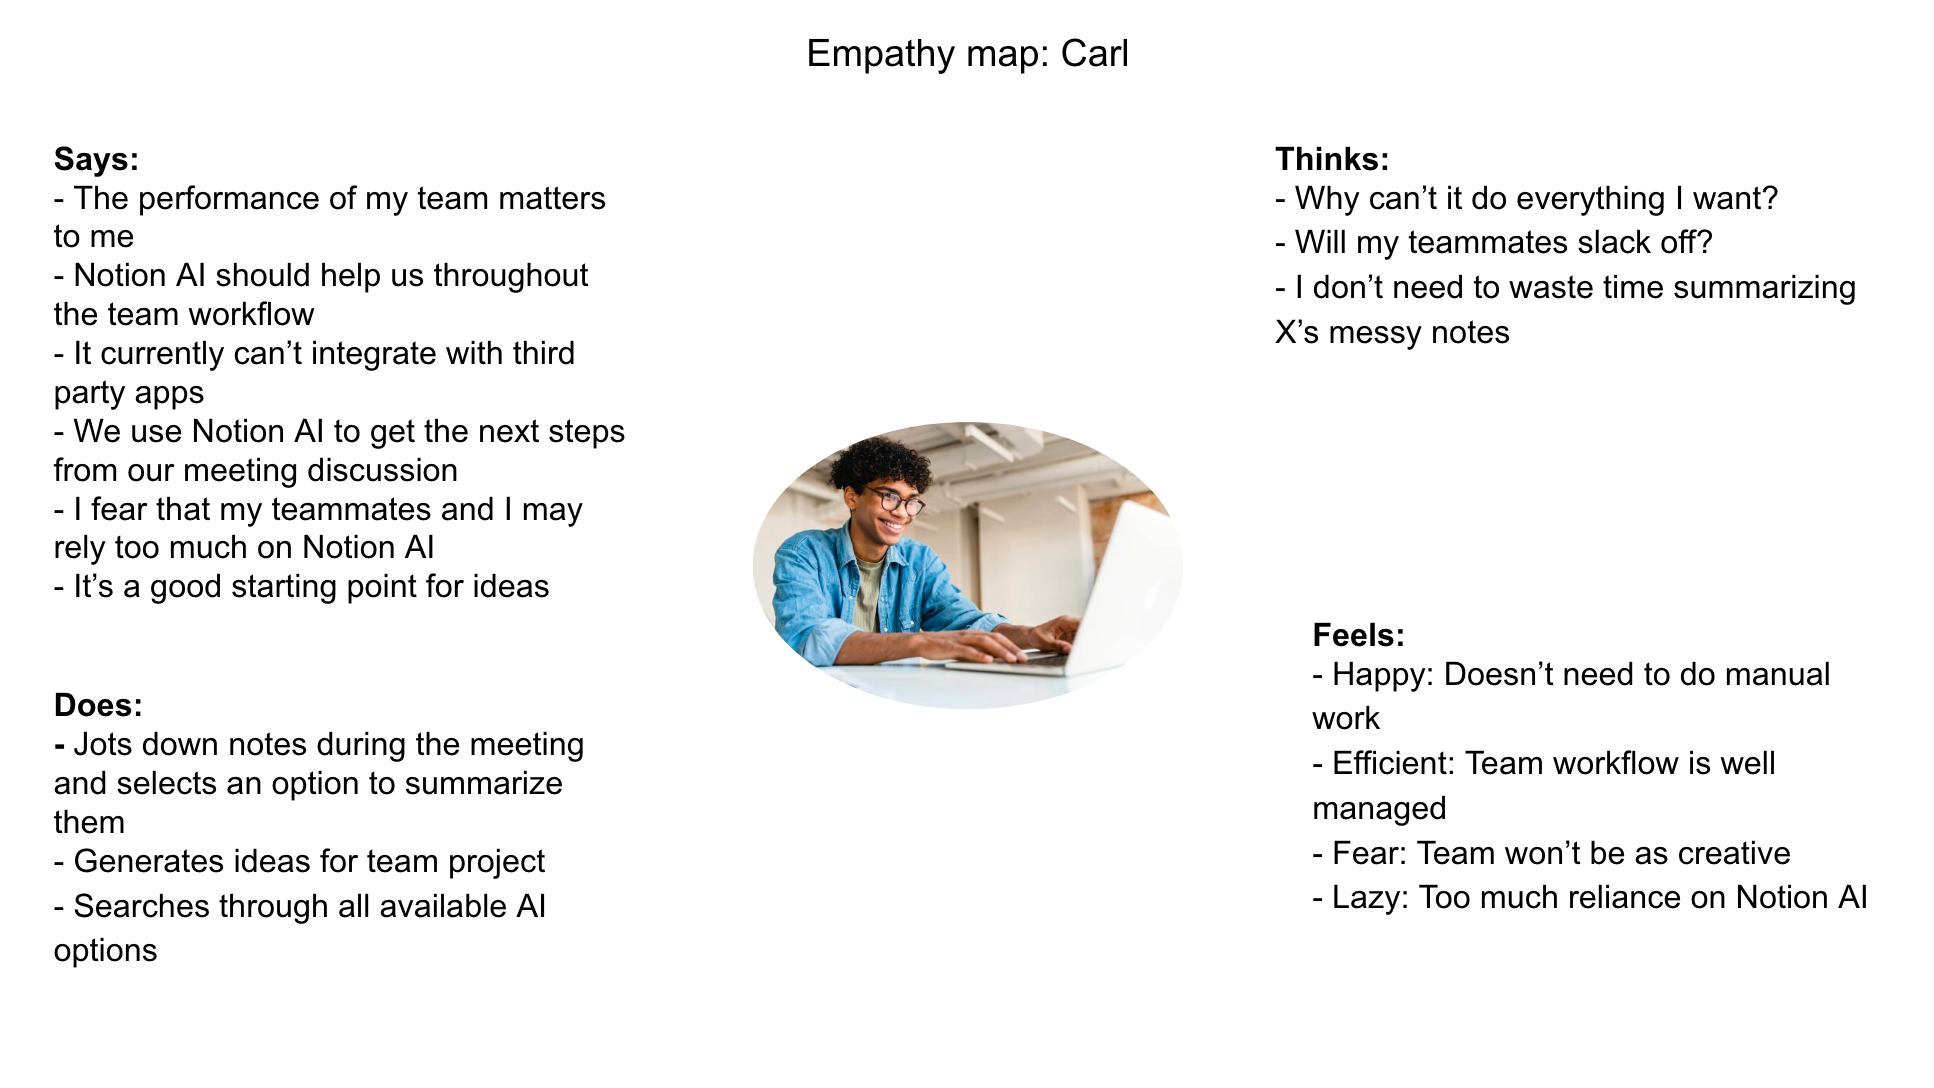 Empathy map: Carl
Says:
- The performance of my team matters
to me
- Notion AI should help us throughout
the team workflow
- It currently can’t integrate with third
party apps
- We use Notion AI to get the next steps
from our meeting discussion
- I fear that my teammates and I may
rely too much on Notion AI
- It’s a good starting point for ideas
Does:
- Jots down notes during the meeting
and selects an option to summarize
them
- Generates ideas for team project
- Searches through all available AI
options
Thinks:
- Why can’t it do everything I want?
- Will my teammates slack off?
- I don’t need to waste time summarizing
X’s messy notes
Feels:
- Happy: Doesn’t need to do manual
work
- Efficient: Team workflow is well
managed
- Fear: Team won’t be as creative
- Lazy: Too much reliance on Notion AI